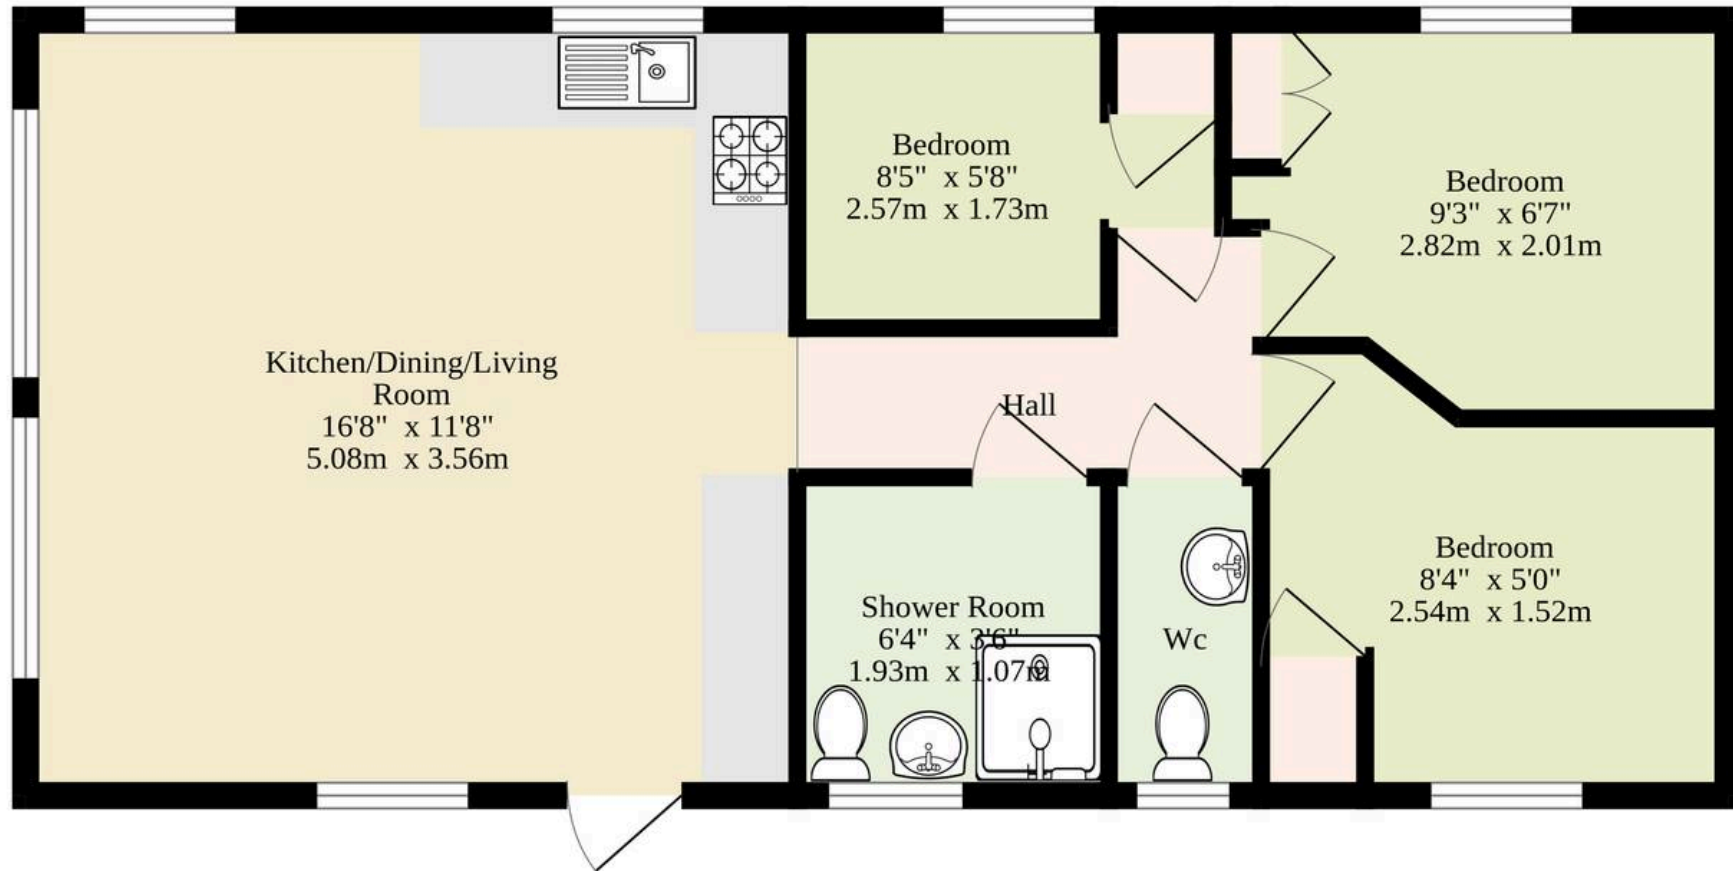 Kitchen/Dining/Living
Room
16'8" x 11'8"
5.08m x 3.56m
Bedroom
8'5" x 5'8"
2.57m x 1.73m
Bedroom
9'3" x 6'7"
2.82m x 2.01m
Hall
Shower Room
6'4" x 3'6"
1.93m x 1.07m
Wc
Bedroom
8'4" x 5'0"
2.54m x 1.52m